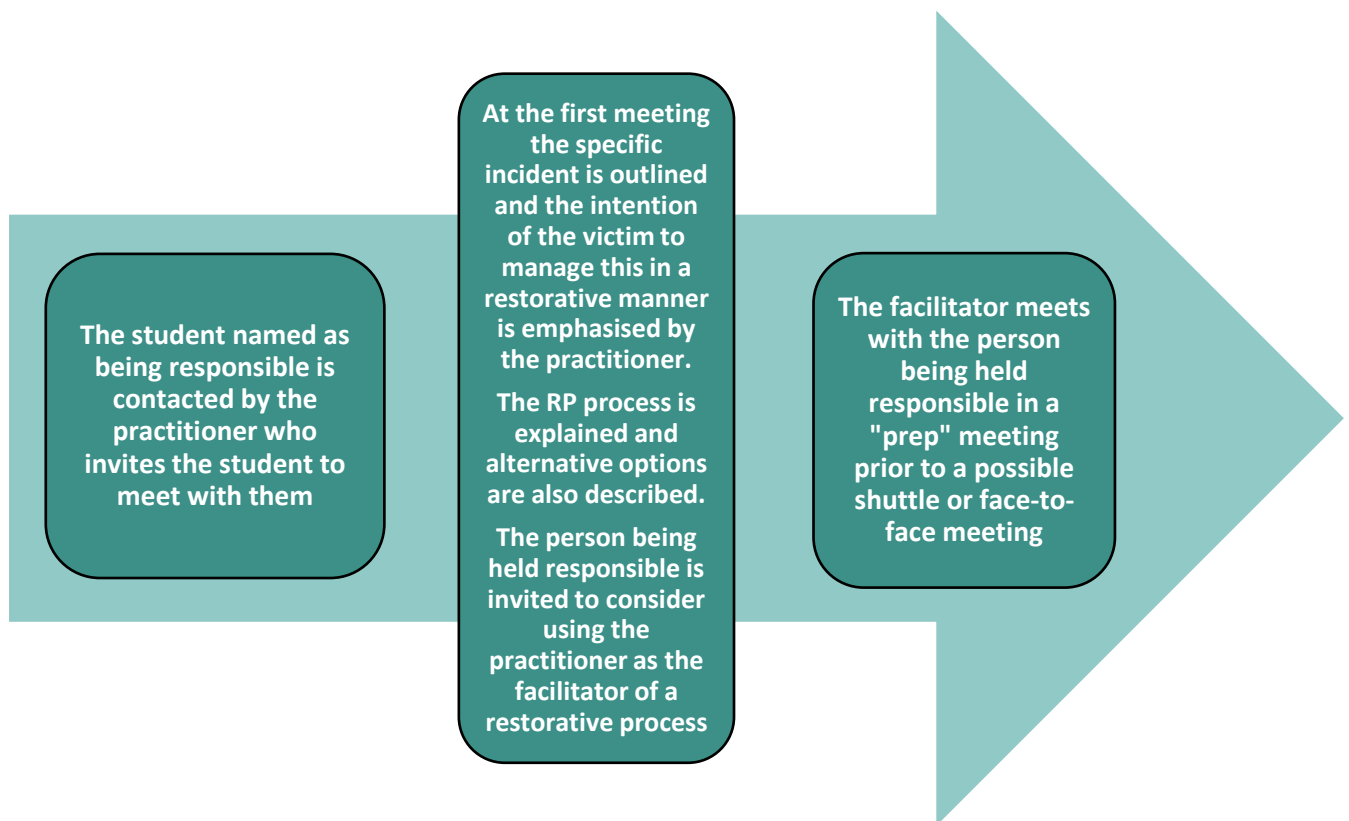 The student named as
being responsible is
contacted by the
practitioner who
invites the student to
meet with them
At the first meeting
the specific
incident is outlined
and the intention
of the victim to
manage this in a
restorative manner
is emphasised by
the practitioner.
The RP process is
explained and
alternative options
are also described.
The person being
held responsible is
invited to consider
using the
practitioner as the
facilitator of a
restorative process
The facilitator meets
with the person
being held
responsible in a
"prep" meeting
prior to a possible
shuttle or face-to-
face meeting